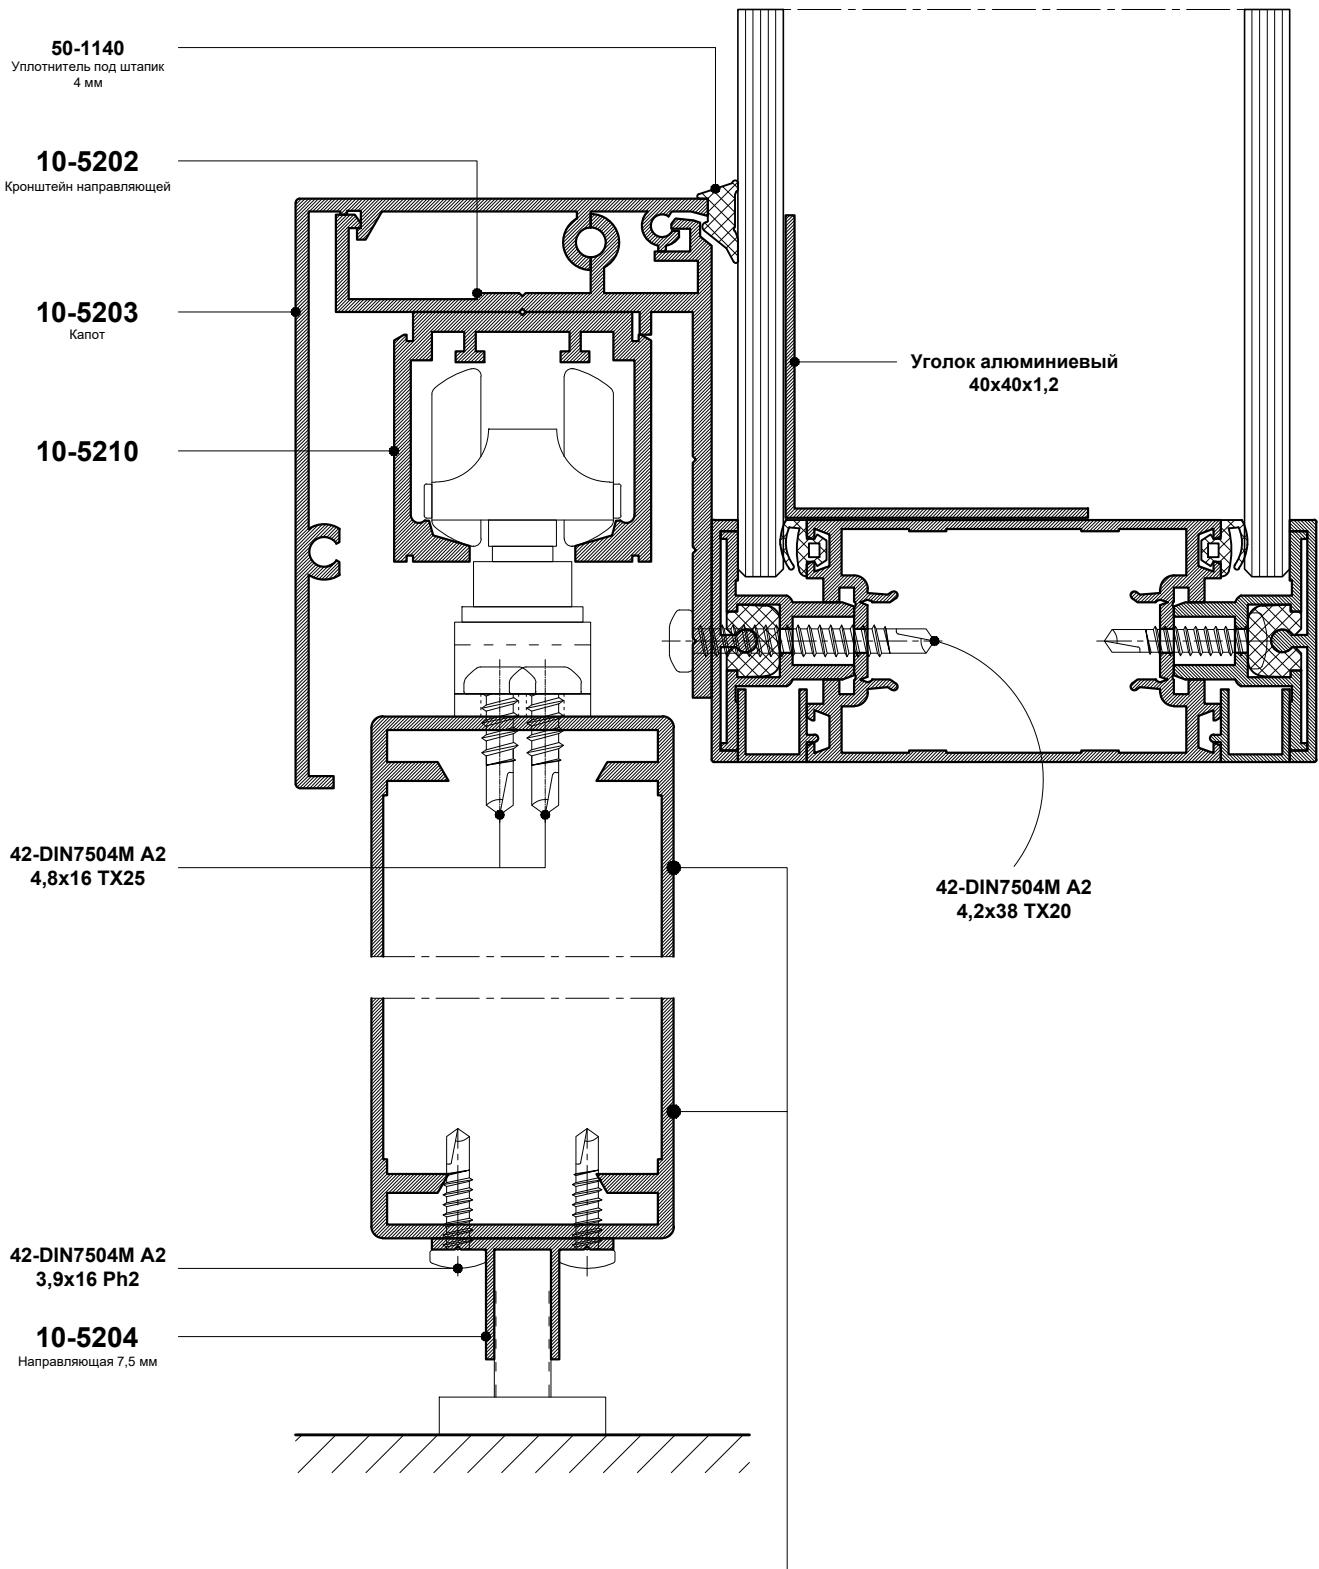 50-1140
Уплотнитель под штапик
4 мм
10-5202
Кронштейн направляющей
10-5203
Капот
10-5210
Уголок алюминиевый
40x40x1,2
42-DIN7504M A2
4,8x16 TX25
42-DIN7504M A2
4,2x38 TX20
42-DIN7504M A2
3,9x16 Ph2
10-5204
Направляющая 7,5 мм